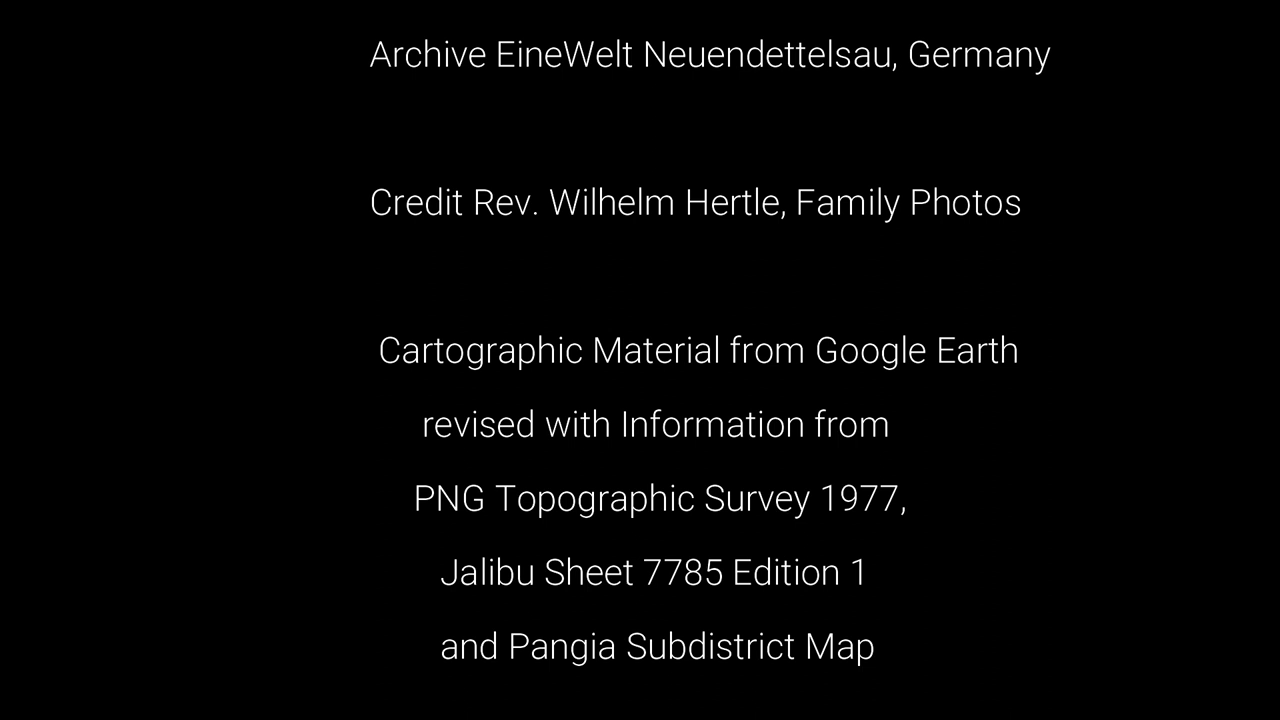 Archive EineWelt Neuendettelsau, Germany
Credit Rev. Wilhelm Hertle, Family Photos
Cartographic Material from Google Earth
revised with Information from
PNG Topographic Survey 1977,
Jalibu Sheet 7785 Edition 1
and Pangia Subdistrict Map